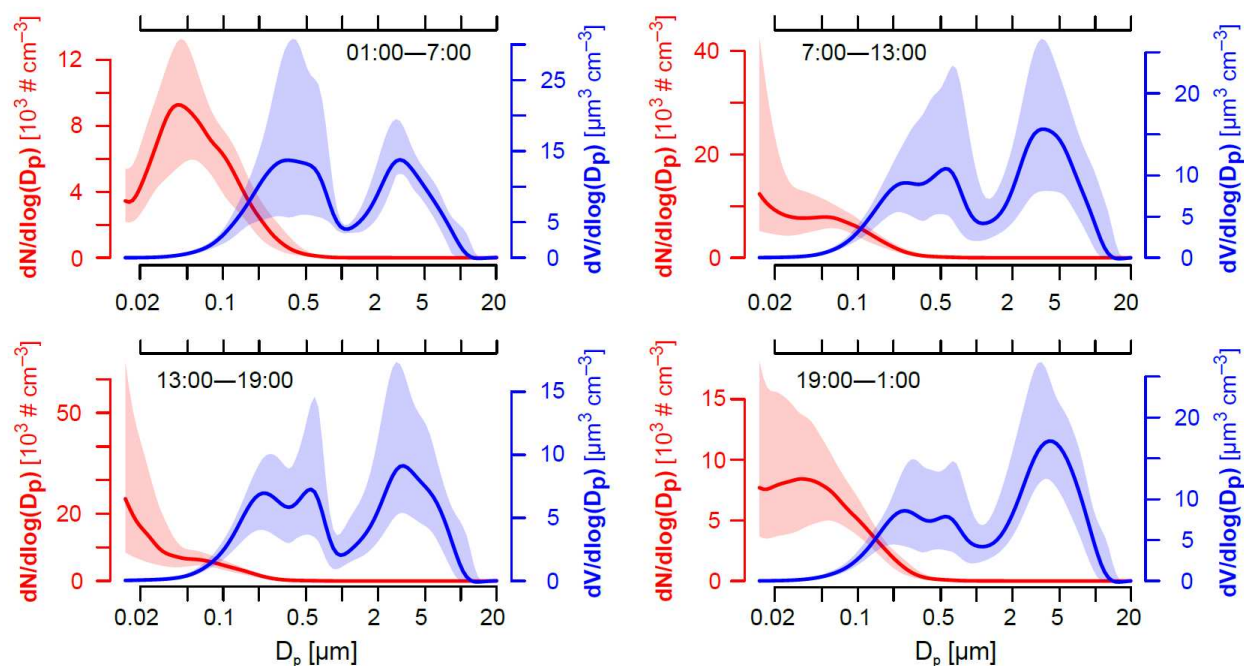 01:00—7:00
dN/dlog(Dp) [10³ # cm⁻³]
0 4 8 12
dV/dlog(Dp) [µm³ cm⁻³]
0 5 15 25
0.02 0.1 0.5 2 5 20
7:00—13:00
dN/dlog(Dp) [10³ # cm⁻³]
0 20 40
dV/dlog(Dp) [µm³ cm⁻³]
0 5 10 20
0.02 0.1 0.5 2 5 20
13:00—19:00
dN/dlog(Dp) [10³ # cm⁻³]
0 20 50
dV/dlog(Dp) [µm³ cm⁻³]
0 5 10 15
0.02 0.1 0.5 2 5 20
D_p [µm]
19:00—1:00
dN/dlog(Dp) [10³ # cm⁻³]
0 5 10 15
dV/dlog(Dp) [µm³ cm⁻³]
0 5 10 20
0.02 0.1 0.5 2 5 20
D_p [µm]